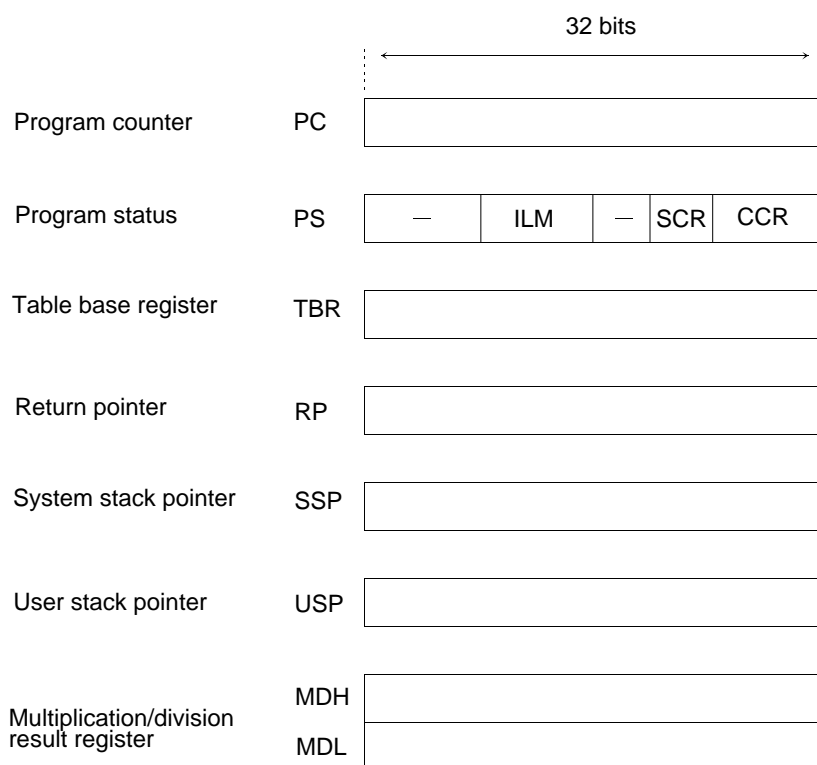 32 bits
Program counter PC
Program status PS — ILM — SCR CCR
Table base register TBR
Return pointer RP
System stack pointer SSP
User stack pointer USP
MDH
Multiplication/division
result register
MDL